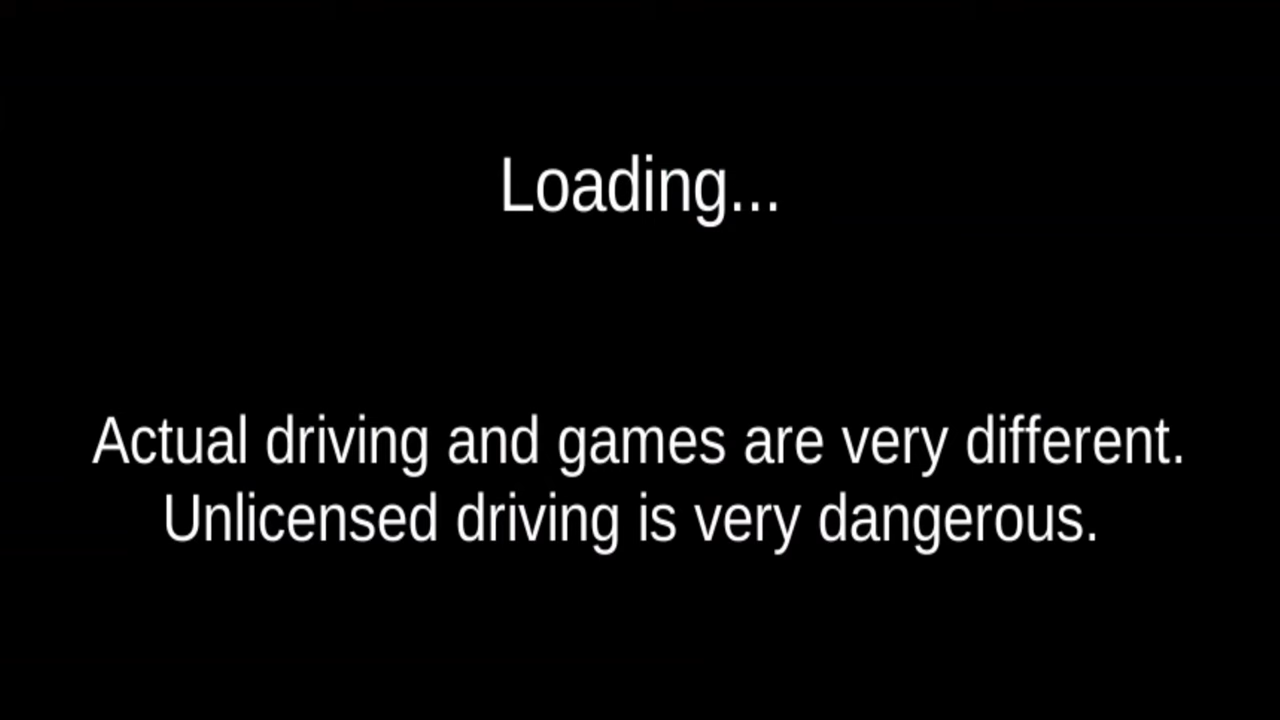 Loading...
Actual driving and games are very different.
Unlicensed driving is very dangerous.